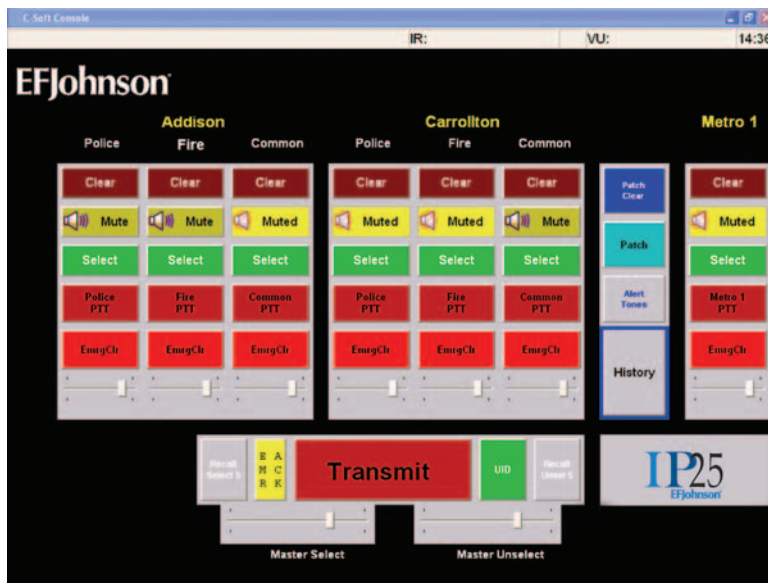 C-Soft Console
IR: VU: 14:36
EFJohnson
Addison Carrollton Metro 1
Police Fire Common Police Fire Common
Clear Clear Clear Clear Clear Clear Patch Clear Clear
Mute Mute Muted Muted Muted Mute Muted
Select Select Select Select Select Select Patch Select
Police PTT Fire PTT Common PTT Police PTT Fire PTT Common PTT Alert Tones Metro 1 PTT
EmrgClr EmrgClr EmrgClr EmrgClr EmrgClr EmrgClr History EmrgClr
Recall Select 5 EMR ACK Transmit UID Recall Unsel 5 IP25
EFJohnson
Master Select Master Unselect